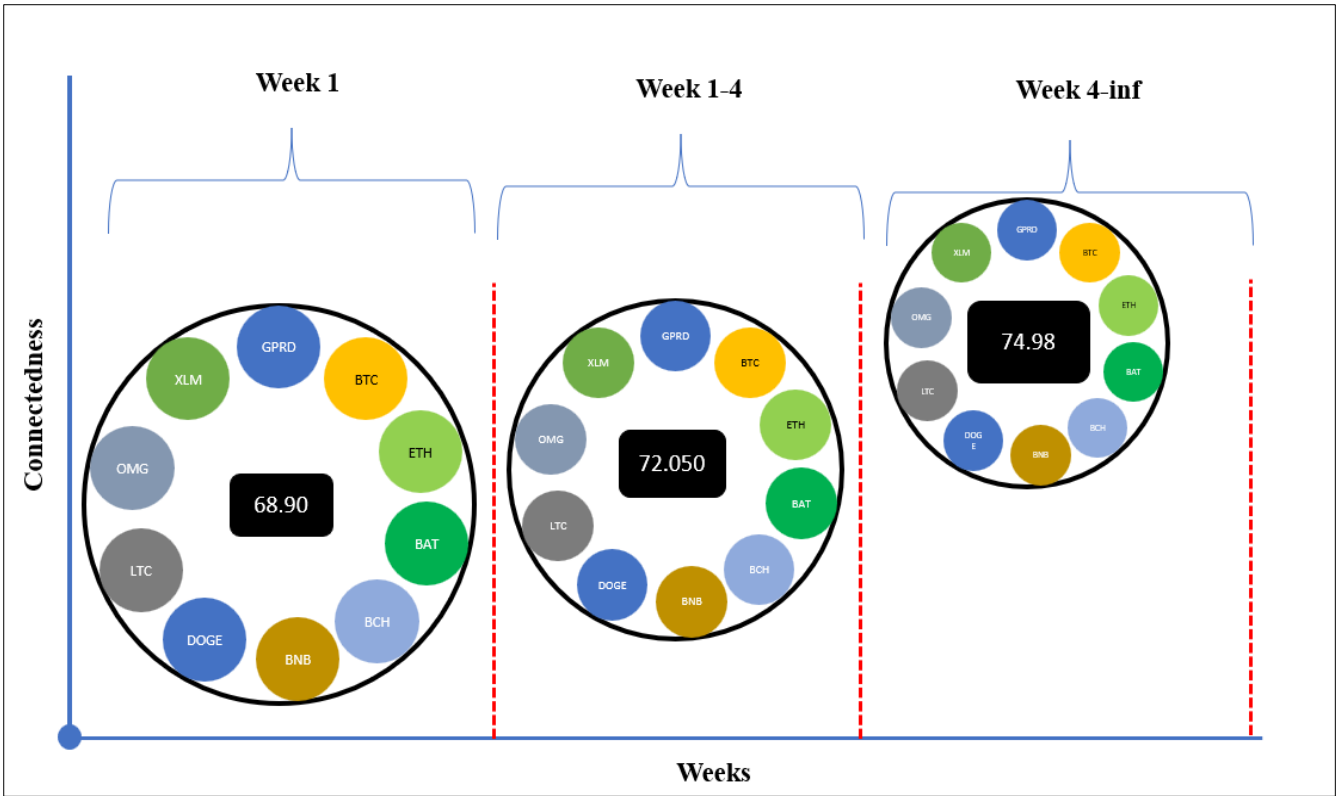 Week 1
Week 1-4
Week 4-inf
Connectedness
GPRD
BTC
ETH
BAT
BCH
BNB
DOGE
LTC
OMG
XLM
68.90
GPRD
BTC
ETH
BAT
BCH
BNB
DOGE
LTC
OMG
XLM
72.050
GPRD
BTC
ETH
BAT
BCH
BNB
DOG
E
LTC
OMG
XLM
74.98
Weeks